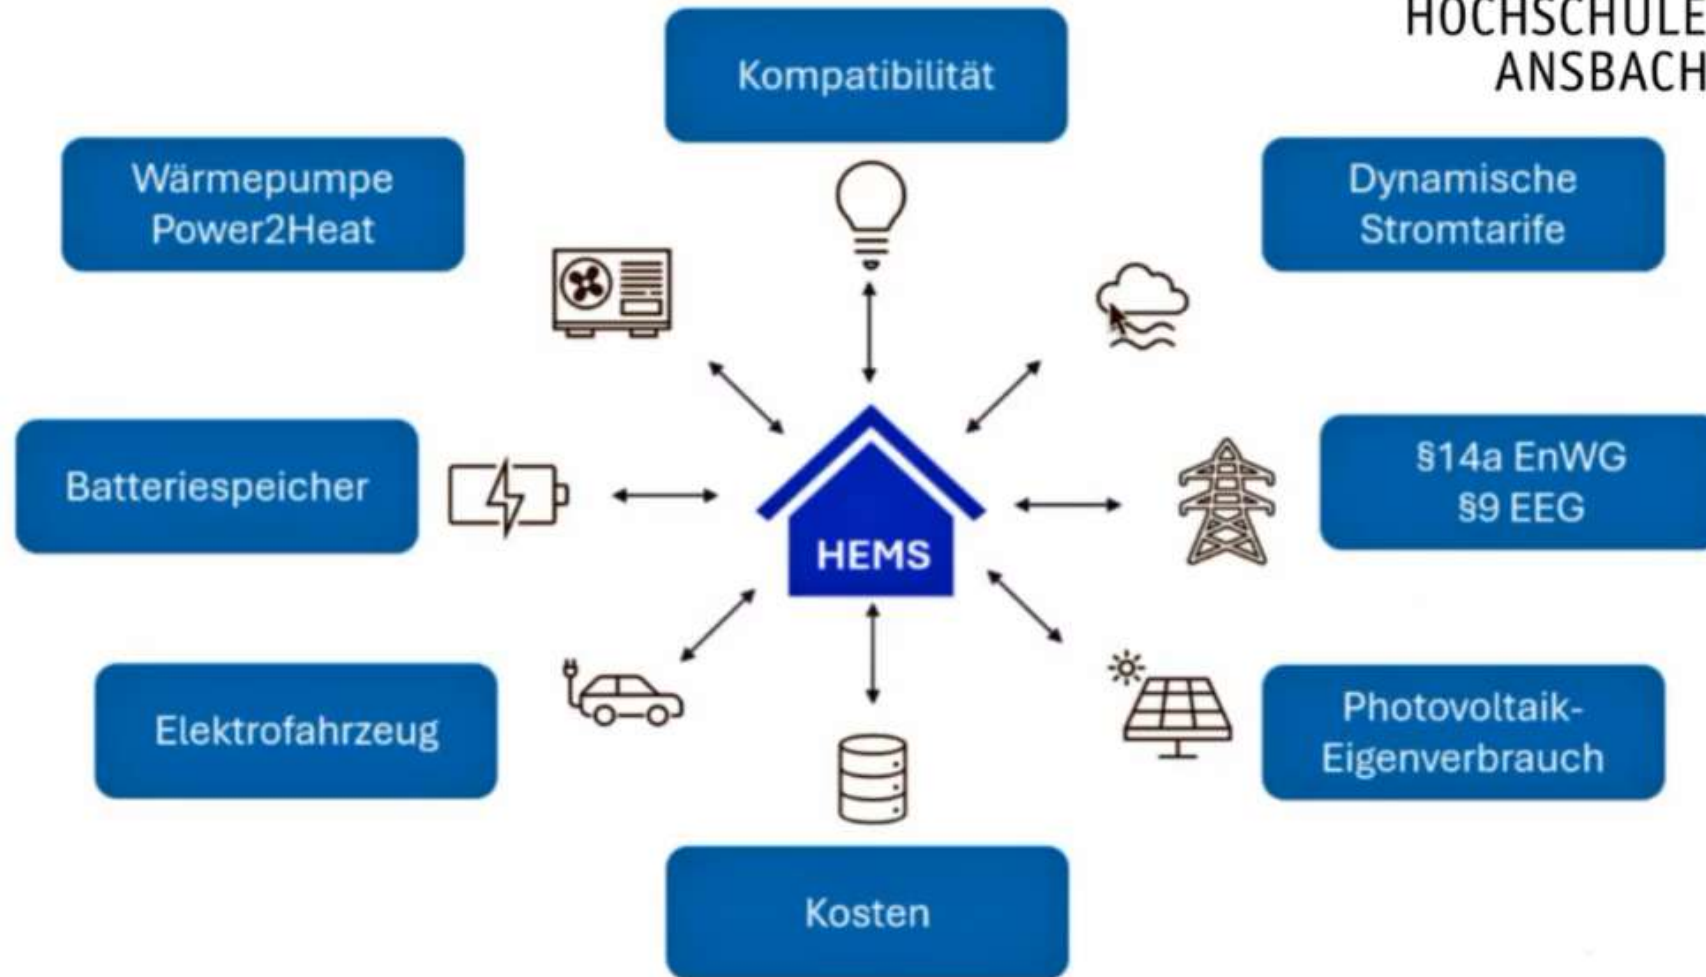 HOCHSCHULE
ANSBACH
Kompatibilität
Wärmepumpe
Power2Heat
Dynamische
Stromtarife
Batteriespeicher
HEMS
§14a EnWG
§9 EEG
Elektrofahrzeug
Photovoltaik-
Eigenverbrauch
Kosten